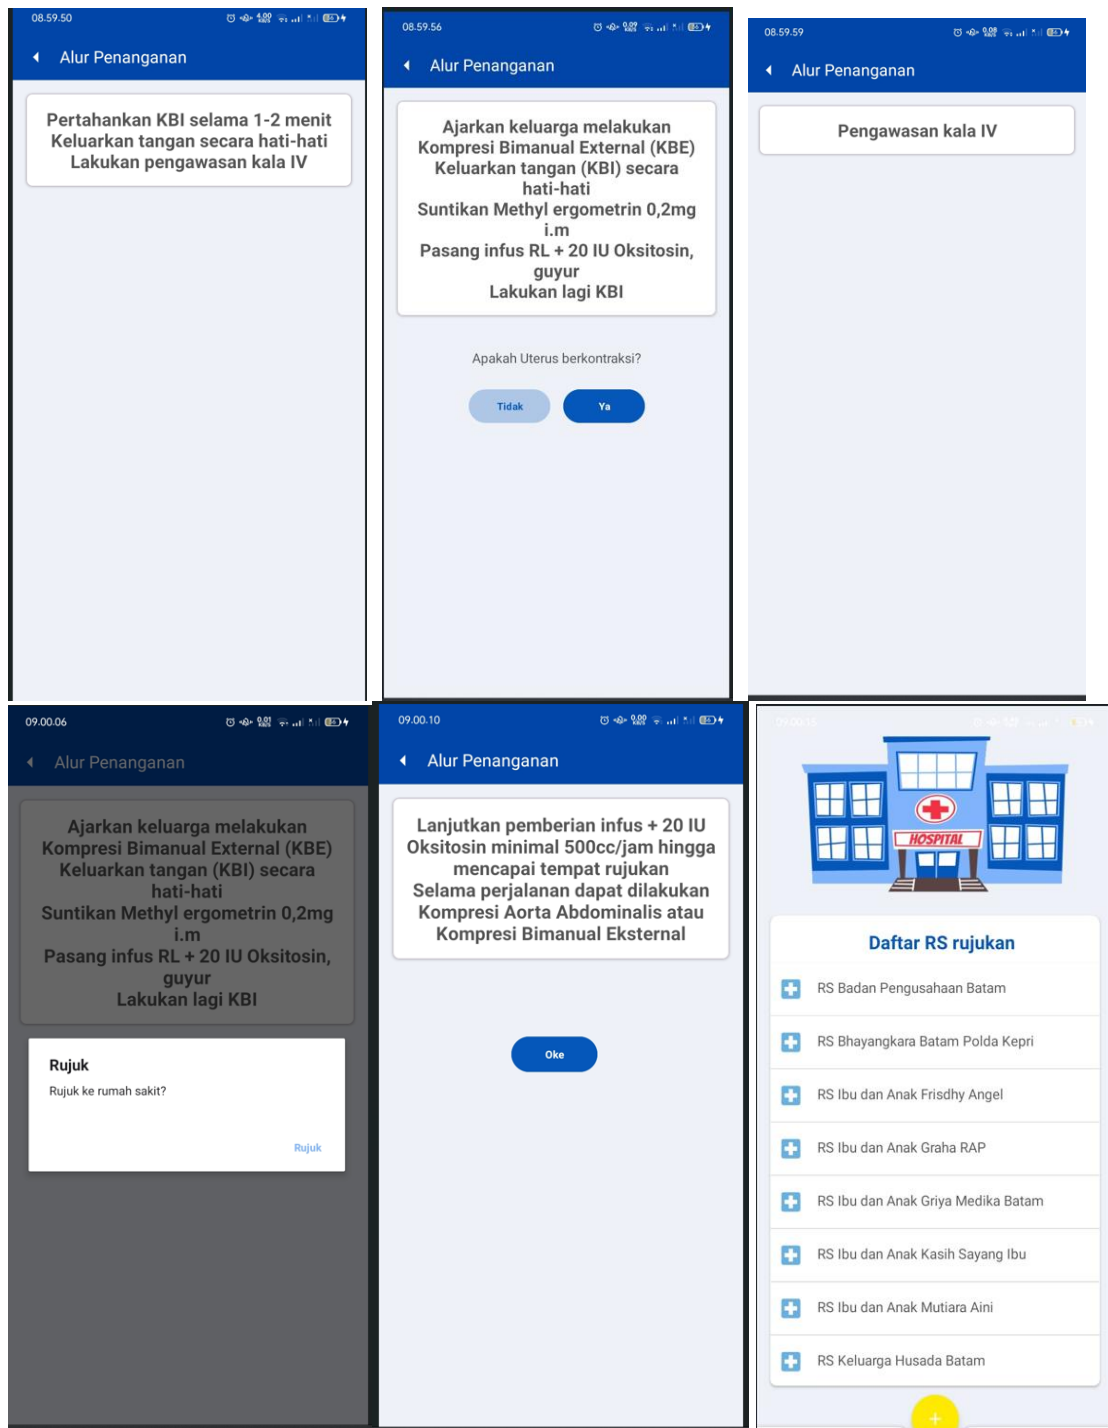 08.59.50
Alur Penanganan
Pertahankan KBI selama 1-2 menit
Keluarkan tangan secara hati-hati
Lakukan pengawasan kala IV
08.59.56
Alur Penanganan
Ajarkan keluarga melakukan
Kompresi Bimanual External (KBE)
Keluarkan tangan (KBI) secara
hati-hati
Suntikan Methyl ergometrin 0,2mg
i.m
Pasang infus RL + 20 IU Oksitosin,
guyur
Lakukan lagi KBI
Apakah Uterus berkontraksi?
Tidak
Ya
08.59.59
Alur Penanganan
Pengawasan kala IV
09.00.06
Alur Penanganan
Ajarkan keluarga melakukan
Kompresi Bimanual External (KBE)
Keluarkan tangan (KBI) secara
hati-hati
Suntikan Methyl ergometrin 0,2mg
i.m
Pasang infus RL + 20 IU Oksitosin,
guyur
Lakukan lagi KBI
Rujuk
Rujuk ke rumah sakit?
Rujuk
09.00.10
Alur Penanganan
Lanjutkan pemberian infus + 20 IU
Oksitosin minimal 500cc/jam hingga
mencapai tempat rujukan
Selama perjalanan dapat dilakukan
Kompresi Aorta Abdominalis atau
Kompresi Bimanual Eksternal
Oke
HOSPITAL
Daftar RS rujukan
RS Badan Pengusahaan Batam
RS Bhayangkara Batam Polda Kepri
RS Ibu dan Anak Frisdhy Angel
RS Ibu dan Anak Graha RAP
RS Ibu dan Anak Griya Medika Batam
RS Ibu dan Anak Kasih Sayang Ibu
RS Ibu dan Anak Mutiara Aini
RS Keluarga Husada Batam